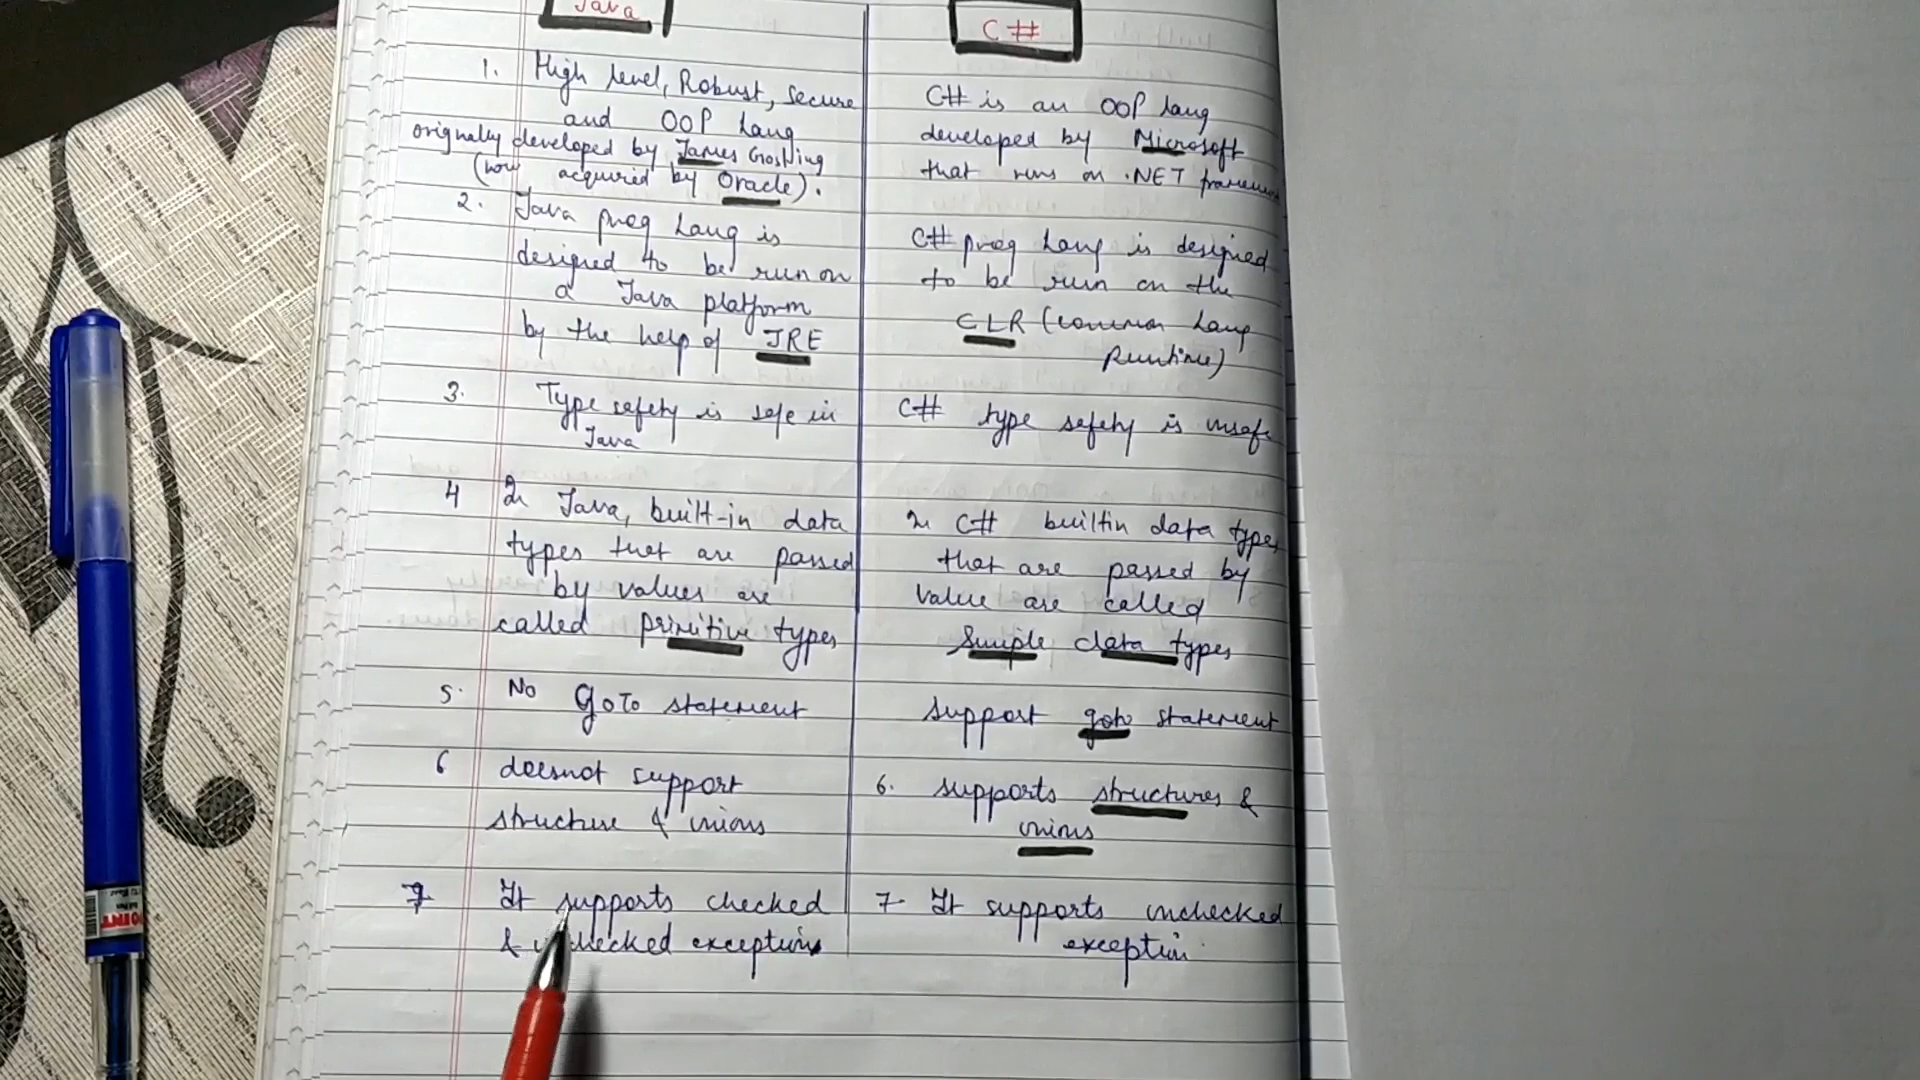 Java
1. High level, Robust, Secure
and OOP Lang
orignally developed by James Gosling
(now acquired by Oracle).
2. Java prog Lang is
designed to be run on
a Java platform
by the help of JRE
3. Type safety is safe in
Java
4 In Java, built-in data
types that are passed
by values are
called primitive types
5. No GoTo statement
6 doesnot support
structure & unions
7 It supports checked
& unchecked exceptions
C#
C# is an OOP Lang
developed by Microsoft
that runs on .NET framework
C# prog Lang is designed
to be run on the
CLR (Common Lang
Runtime)
C# type safety is unsafe
In C# builtin data types
that are passed by
value are called
Simple data types
Support goto statement
6. supports structures &
unions
7. It supports unchecked
exception.
POINT